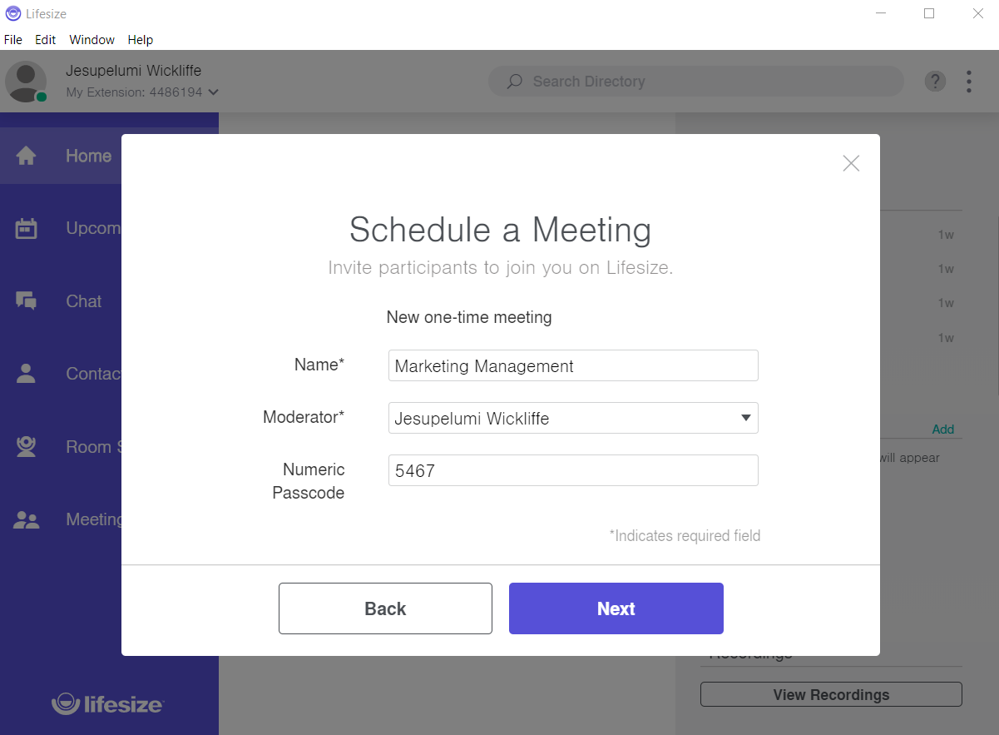 Lifesize
File Edit Window Help
Jesupelumi Wickliffe
My Extension: 4486194
Search Directory
?
Home
Upcom
Chat
Contac
Room S
Meeting
lifesize
Schedule a Meeting
Invite participants to join you on Lifesize.
New one-time meeting
Name*
Marketing Management
Moderator*
Jesupelumi Wickliffe
Numeric
Passcode
5467
*Indicates required field
Back
Next
1w
1w
1w
1w
Add
will appear
Recordings
View Recordings